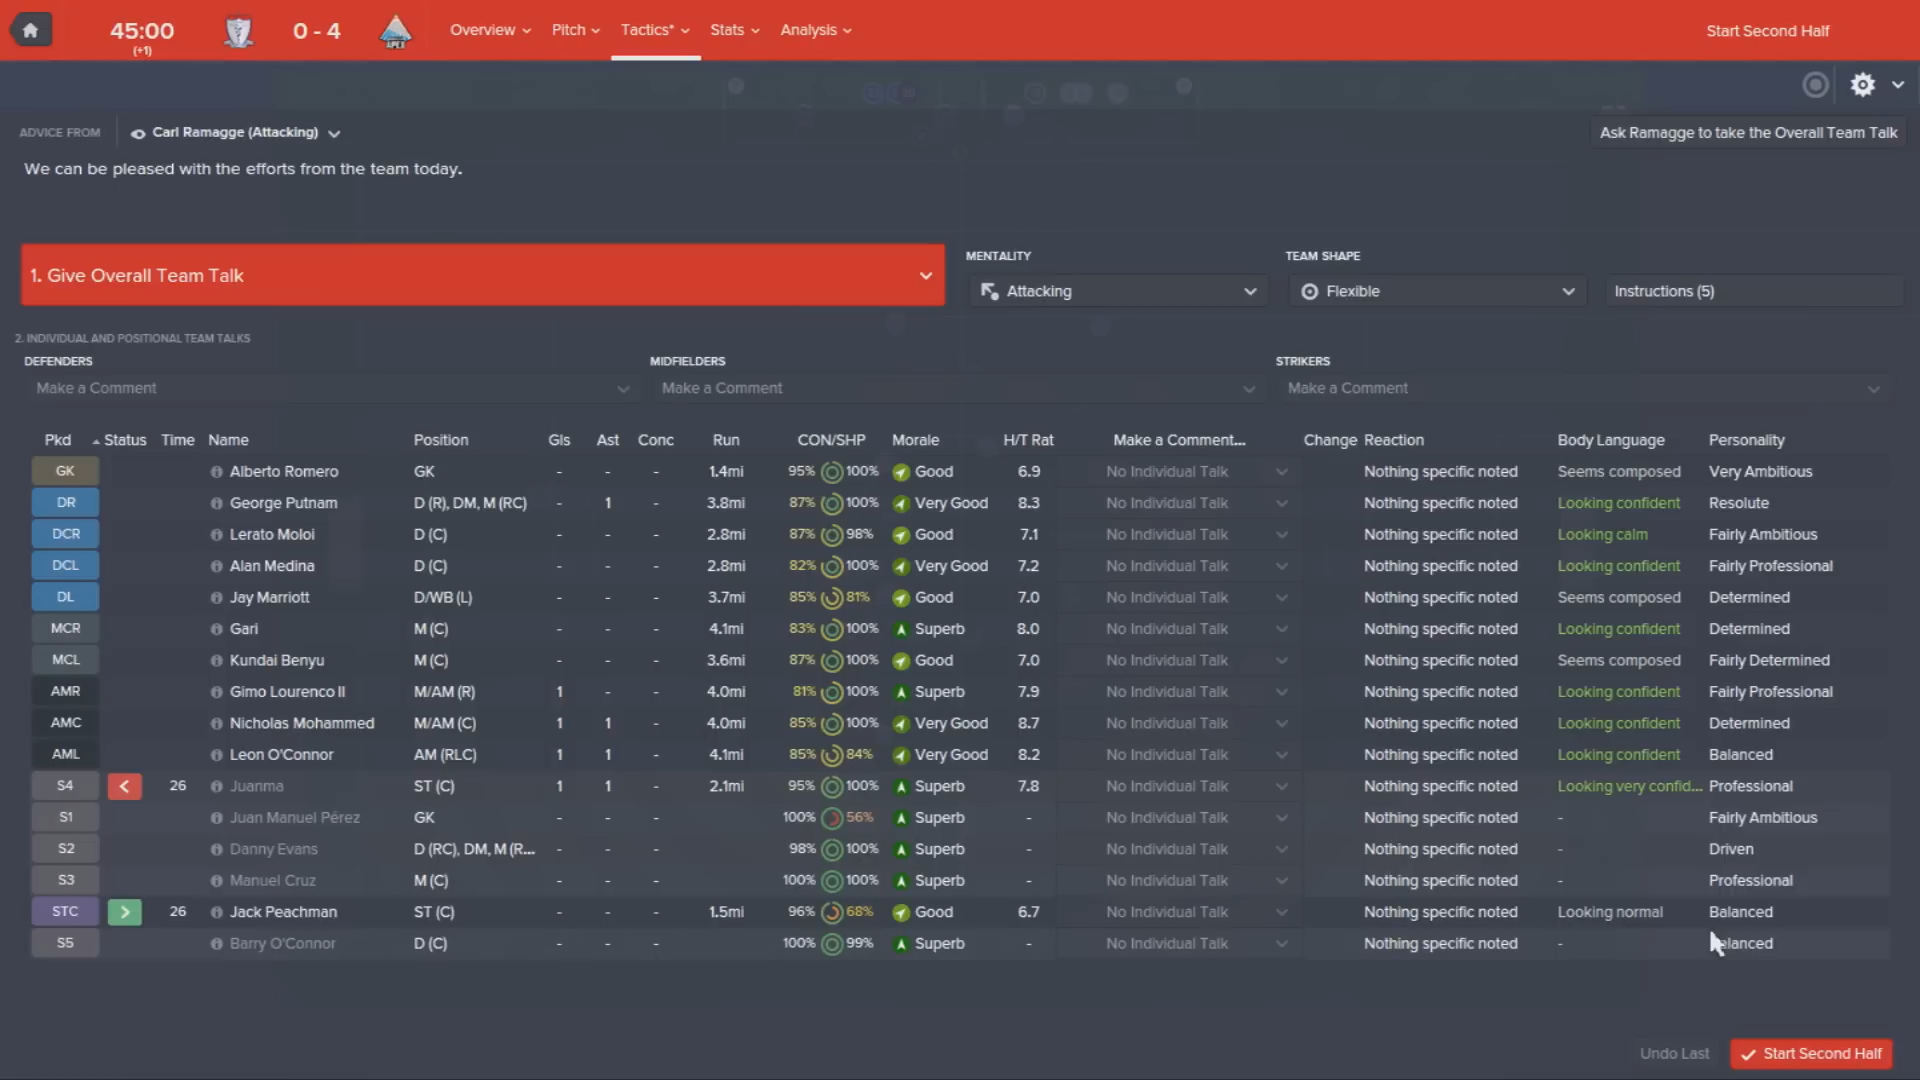 45:00 0 - 4 Overview Pitch Tactics* Stats Analysis Start Second Half
(+1) APEX
ADVICE FROM Carl Ramagge (Attacking) Ask Ramagge to take the Overall Team Talk
We can be pleased with the efforts from the team today.
MENTALITY TEAM SHAPE
1. Give Overall Team Talk Attacking Flexible Instructions (5)
2. INDIVIDUAL AND POSITIONAL TEAM TALKS
DEFENDERS MIDFIELDERS STRIKERS
Make a Comment Make a Comment Make a Comment
Pkd Status Time Name Position Gls Ast Conc Run CON/SHP Morale H/T Rat Make a Comment... Change Reaction Body Language Personality
GK Alberto Romero GK - - - 1.4mi 95% 100% Good 6.9 No Individual Talk Nothing specific noted Seems composed Very Ambitious
DR George Putnam D (R), DM, M (RC) - 1 - 3.8mi 87% 100% Very Good 8.3 No Individual Talk Nothing specific noted Looking confident Resolute
DCR Lerato Moloi D (C) - - - 2.8mi 87% 98% Good 7.1 No Individual Talk Nothing specific noted Looking calm Fairly Ambitious
DCL Alan Medina D (C) - - - 2.8mi 82% 100% Very Good 7.2 No Individual Talk Nothing specific noted Looking confident Fairly Professional
DL Jay Marriott D/WB (L) - - - 3.7mi 85% 81% Good 7.0 No Individual Talk Nothing specific noted Seems composed Determined
MCR Gari M (C) - - - 4.1mi 83% 100% Superb 8.0 No Individual Talk Nothing specific noted Looking confident Determined
MCL Kundai Benyu M (C) - - - 3.6mi 87% 100% Good 7.0 No Individual Talk Nothing specific noted Seems composed Fairly Determined
AMR Gimo Lourenco II M/AM (R) 1 - - 4.0mi 81% 100% Superb 7.9 No Individual Talk Nothing specific noted Looking confident Fairly Professional
AMC Nicholas Mohammed M/AM (C) 1 1 - 4.0mi 85% 100% Very Good 8.7 No Individual Talk Nothing specific noted Looking confident Determined
AML Leon O'Connor AM (RLC) 1 1 - 4.1mi 85% 84% Very Good 8.2 No Individual Talk Nothing specific noted Looking confident Balanced
S4 26 Juanma ST (C) 1 1 - 2.1mi 95% 100% Superb 7.8 No Individual Talk Nothing specific noted Looking very confid... Professional
S1 Juan Manuel Pérez GK - - - 100% 56% Superb - No Individual Talk Nothing specific noted - Fairly Ambitious
S2 Danny Evans D (RC), DM, M (R... - - - 98% 100% Superb - No Individual Talk Nothing specific noted - Driven
S3 Manuel Cruz M (C) - - - 100% 100% Superb - No Individual Talk Nothing specific noted - Professional
STC 26 Jack Peachman ST (C) - - - 1.5mi 96% 68% Good 6.7 No Individual Talk Nothing specific noted Looking normal Balanced
S5 Barry O'Connor D (C) - - - 100% 99% Superb - No Individual Talk Nothing specific noted - Balanced
Undo Last Start Second Half